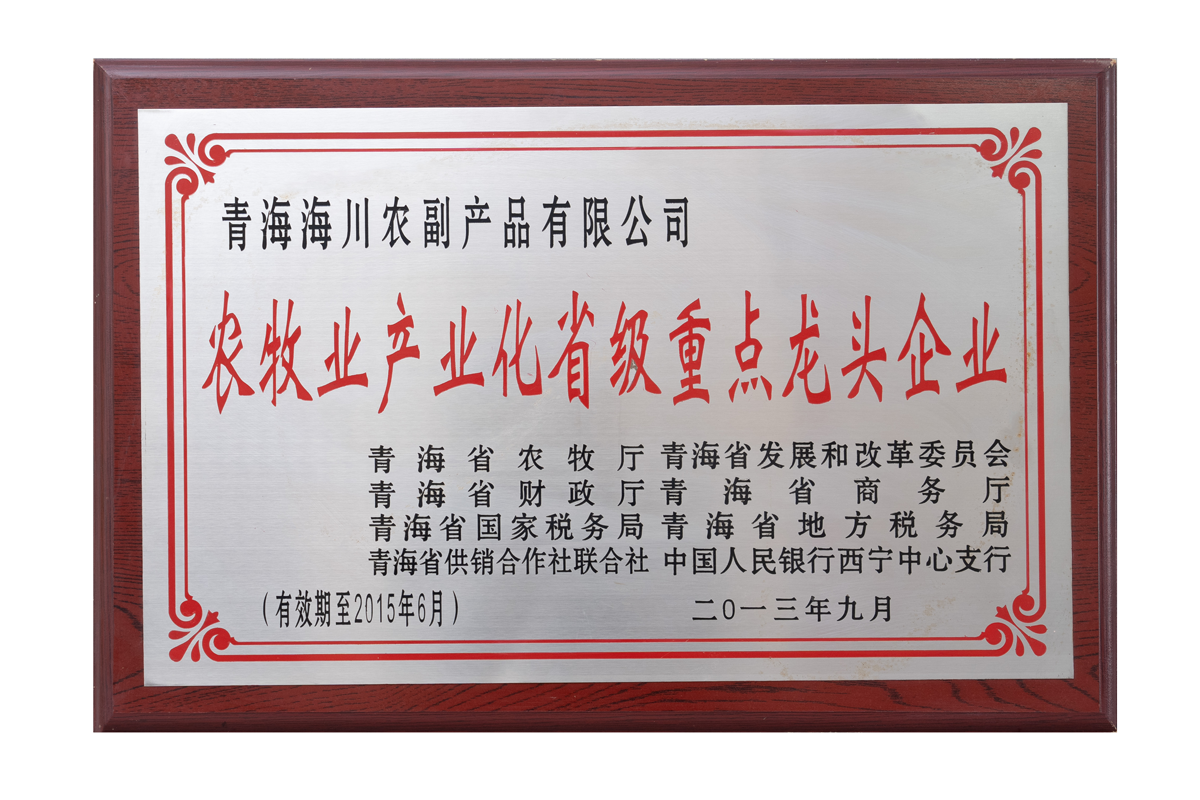 青海海川农副产品有限公司
农牧业产业化省级重点龙头企业
青海省农牧厅 青海省发展和改革委员会
青海省财政厅 青海省商务厅
青海省国家税务局 青海省地方税务局
青海省供销合作社联合社 中国人民银行西宁中心支行
（有效期至2015年6月） 二0一三年九月